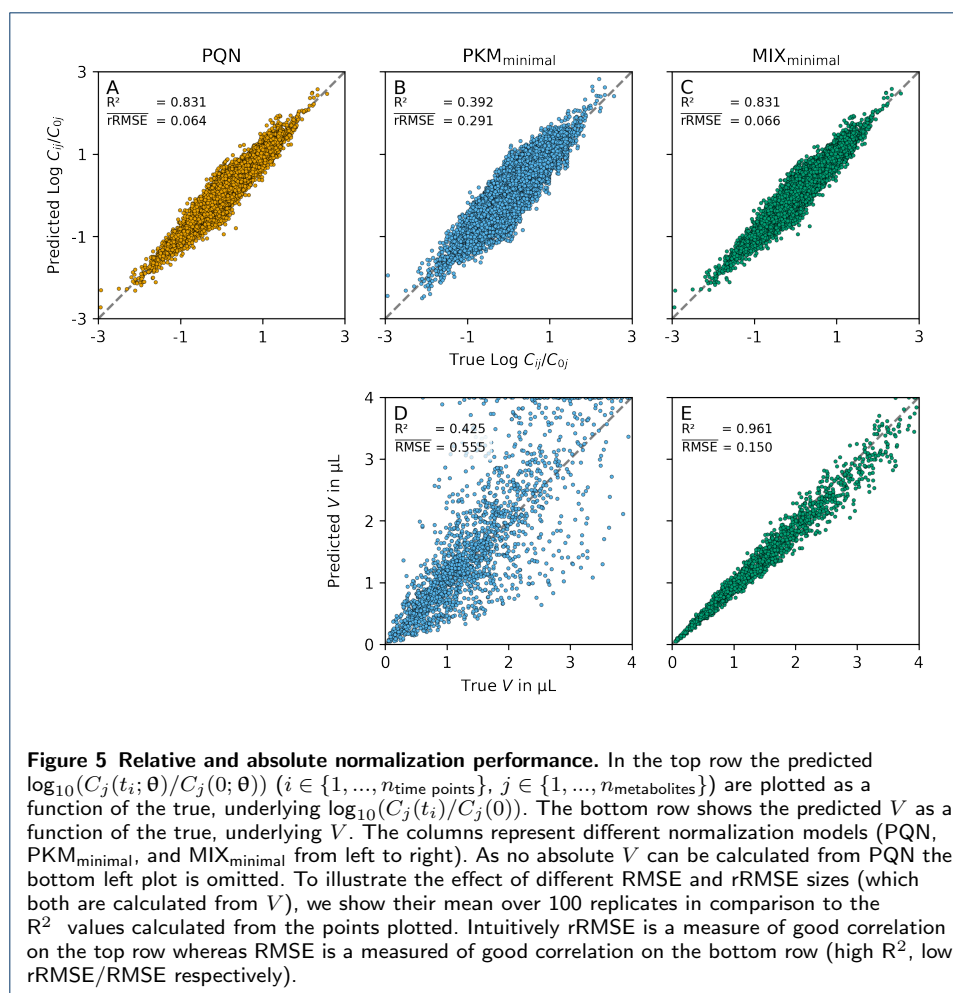 PQN
PKMminimal
MIXminimal
3
1
-1
-3
Predicted Log Cij/C0j
A
R² = 0.831
rRMSE = 0.064
B
R² = 0.392
rRMSE = 0.291
C
R² = 0.831
rRMSE = 0.066
-3 -1 1 3
-3 -1 1 3
-3 -1 1 3
True Log Cij/C0j
4
3
2
1
0
Predicted V in µL
D
R² = 0.425
RMSE = 0.555
E
R² = 0.961
RMSE = 0.150
0 1 2 3 4
0 1 2 3 4
True V in µL
Figure 5 Relative and absolute normalization performance. In the top row the predicted
log10(Cj(ti; θ)/Cj(0; θ)) (i ∈ {1, ..., ntime points}, j ∈ {1, ..., nmetabolites}) are plotted as a
function of the true, underlying log10(Cj(ti)/Cj(0)). The bottom row shows the predicted V as a
function of the true, underlying V. The columns represent different normalization models (PQN,
PKMminimal, and MIXminimal from left to right). As no absolute V can be calculated from PQN the
bottom left plot is omitted. To illustrate the effect of different RMSE and rRMSE sizes (which
both are calculated from V), we show their mean over 100 replicates in comparison to the
R² values calculated from the points plotted. Intuitively rRMSE is a measure of good correlation
on the top row whereas RMSE is a measured of good correlation on the bottom row (high R², low
rRMSE/RMSE respectively).